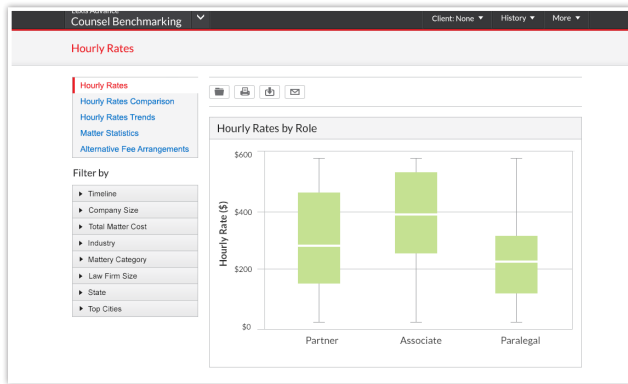 Lexis Advance
Counsel Benchmarking
Client: None ▼ History ▼ More ▼
Hourly Rates
Hourly Rates
Hourly Rates Comparison
Hourly Rates Trends
Matter Statistics
Alternative Fee Arrangements
Filter by
Timeline
Company Size
Total Matter Cost
Industry
Mattery Category
Law Firm Size
State
Top Cities
Hourly Rates by Role
Hourly Rate ($)
$600
$400
$200
$0
Partner Associate Paralegal